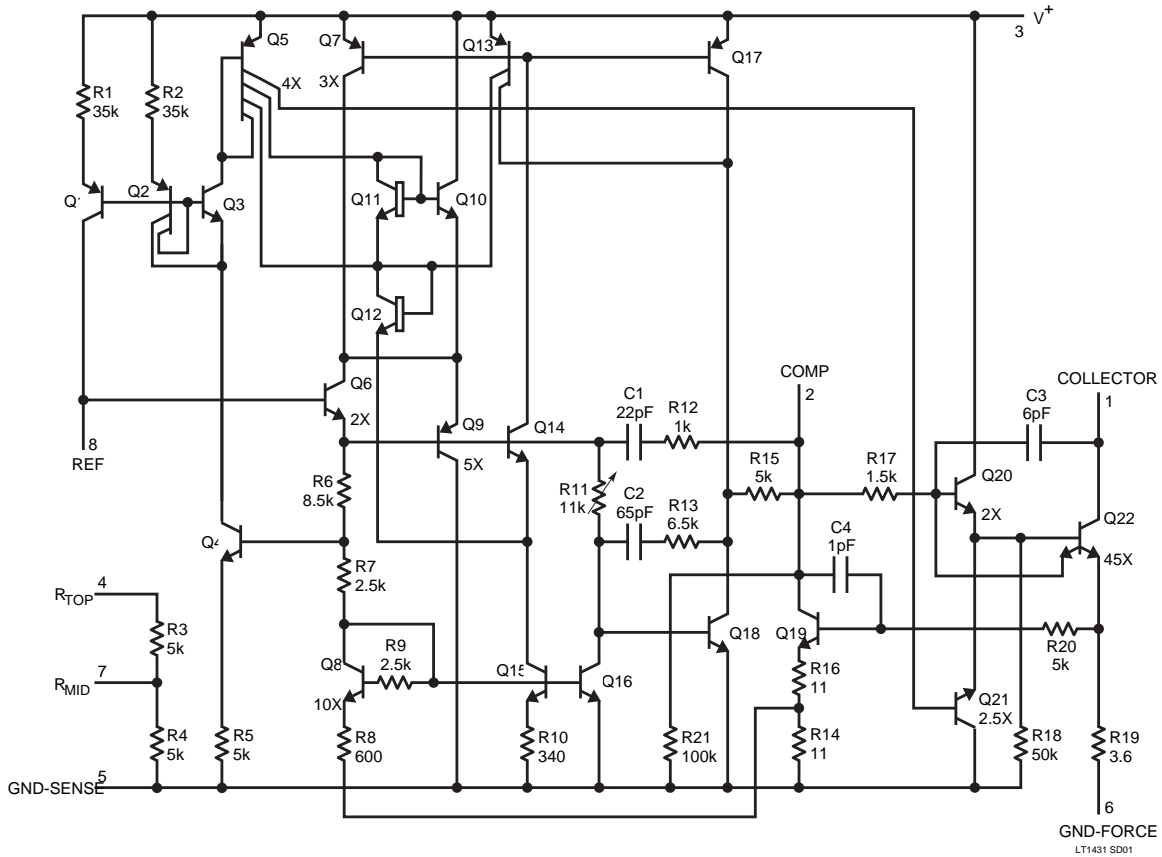 V+
3
Q5
Q7
Q13
Q17
4X
3X
R1
35k
R2
35k
Q2
Q3
Q11
Q10
Q12
Q6
2X
COMP
2
COLLECTOR
1
8
REF
C1
22pF
R12
1k
C3
6pF
Q9
5X
Q14
R6
8.5k
R11
11k
C2
65pF
R13
6.5k
R15
5k
R17
1.5k
Q20
2X
Q22
45X
C4
1pF
R7
2.5k
4
RTOP
R3
5k
7
RMID
Q8
10X
R9
2.5k
Q15
Q16
Q18
Q19
R20
5k
R16
11
Q21
2.5X
R4
5k
R5
5k
R8
600
R10
340
R21
100k
R14
11
R18
50k
R19
3.6
5
GND-SENSE
6
GND-FORCE
LT1431 SD01